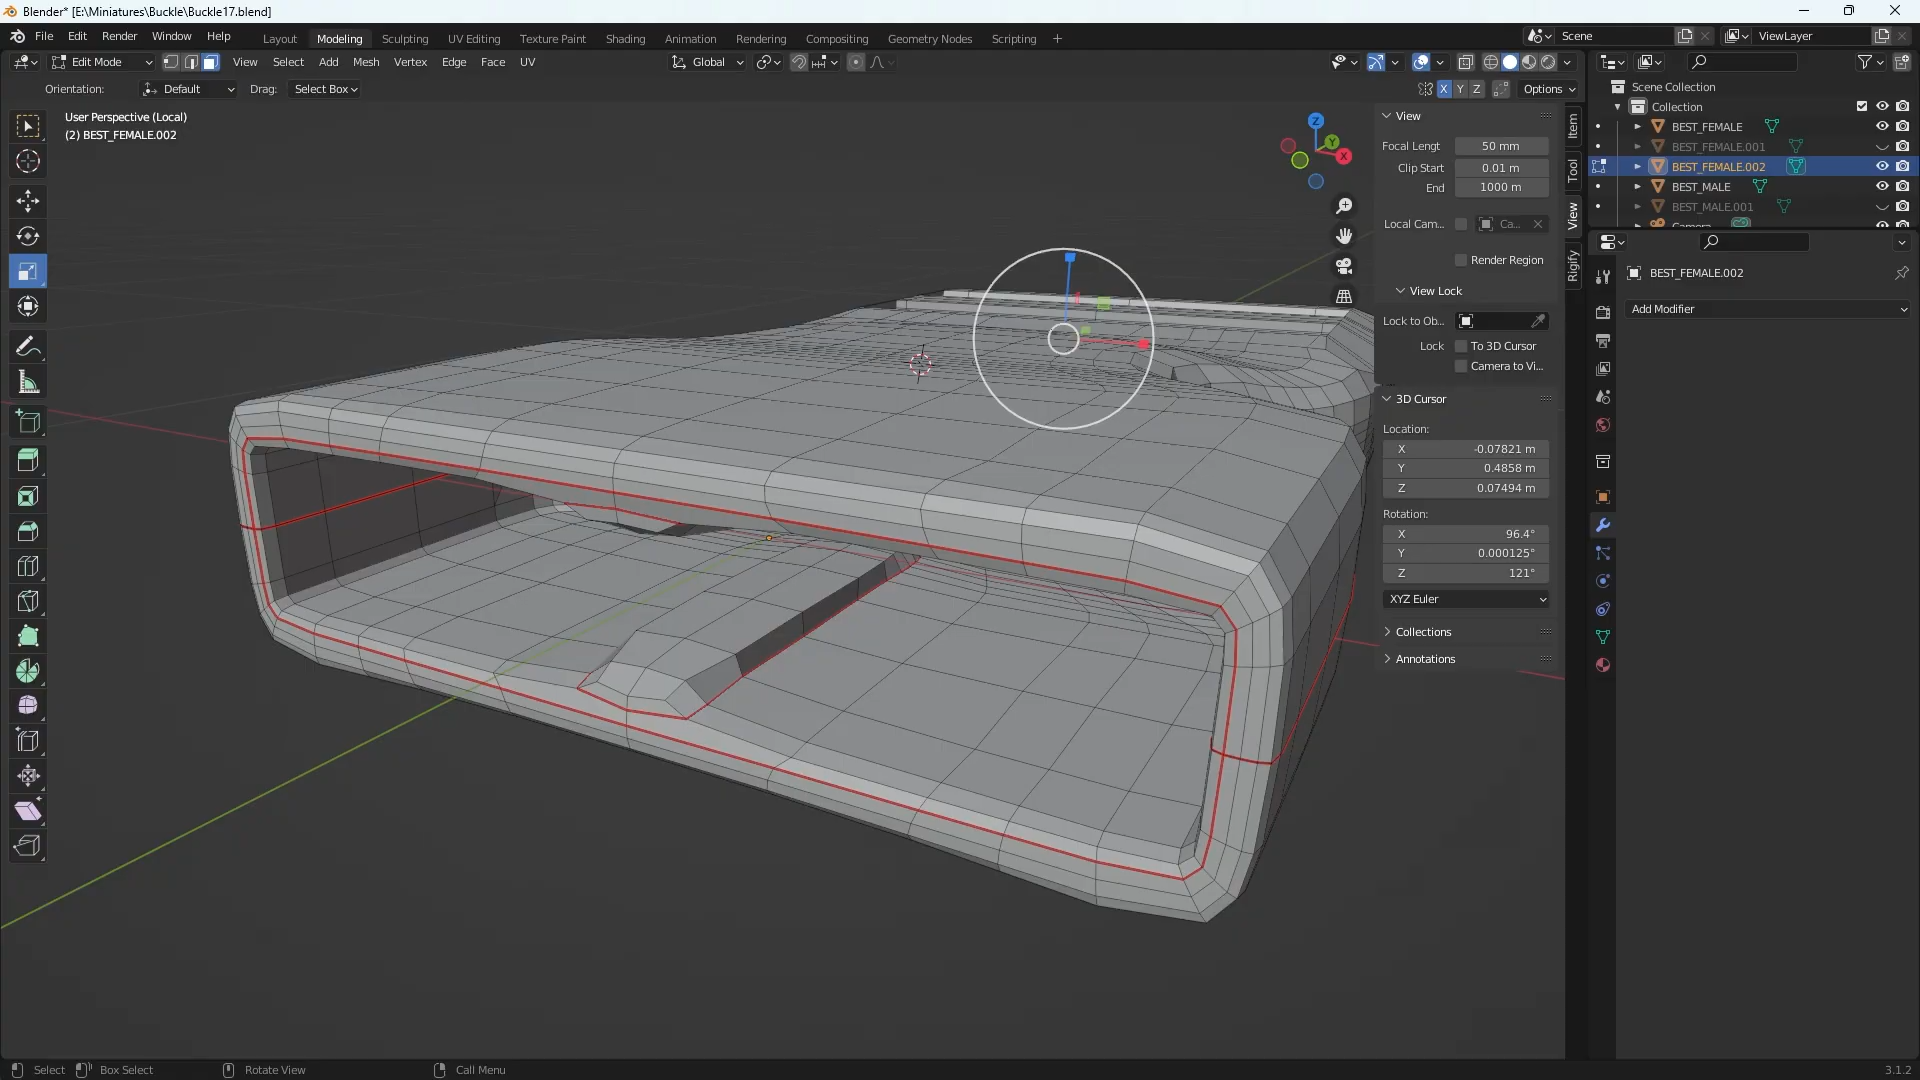 Blender* [E:\Miniatures\Buckle\Buckle17.blend]
File Edit Render Window Help Layout Modeling Sculpting UV Editing Texture Paint Shading Animation Rendering Compositing Geometry Nodes Scripting + Scene ViewLayer
Edit Mode View Select Add Mesh Vertex Edge Face UV Global
Orientation: Default Drag: Select Box X Y Z Options
User Perspective (Local)
(2) BEST_FEMALE.002
Z
Y
X
View
Focal Lengt 50 mm
Clip Start 0.01 m
End 1000 m
Local Cam... Ca...
Render Region
View Lock
Lock to Ob...
Lock To 3D Cursor
Camera to Vi...
3D Cursor
Location:
X -0.07821 m
Y 0.4858 m
Z 0.07494 m
Rotation:
X 96.4°
Y 0.000125°
Z 121°
XYZ Euler
Collections
Annotations
Item
Tool
View
Rigify
Scene Collection
Collection
BEST_FEMALE
BEST_FEMALE.001
BEST_FEMALE.002
BEST_MALE
BEST_MALE.001
Camera
BEST_FEMALE.002
Add Modifier
Select Box Select Rotate View Call Menu 3.1.2